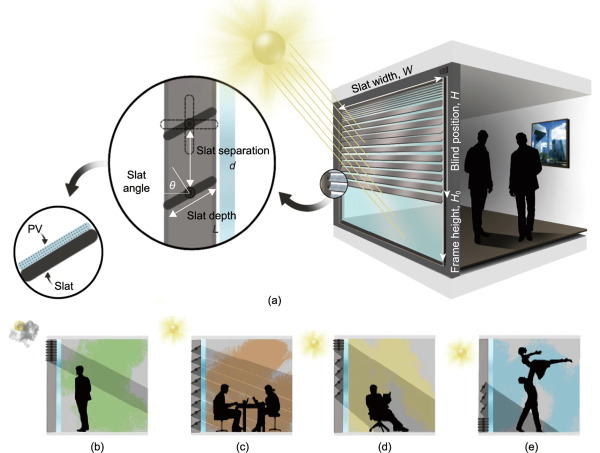 Slat width, W
Blind position, H
Frame height, H₀
Slat separation
d
Slat
angle
θ
Slat depth
L
PV
Slat
(a)
(b)
(c)
(d)
(e)